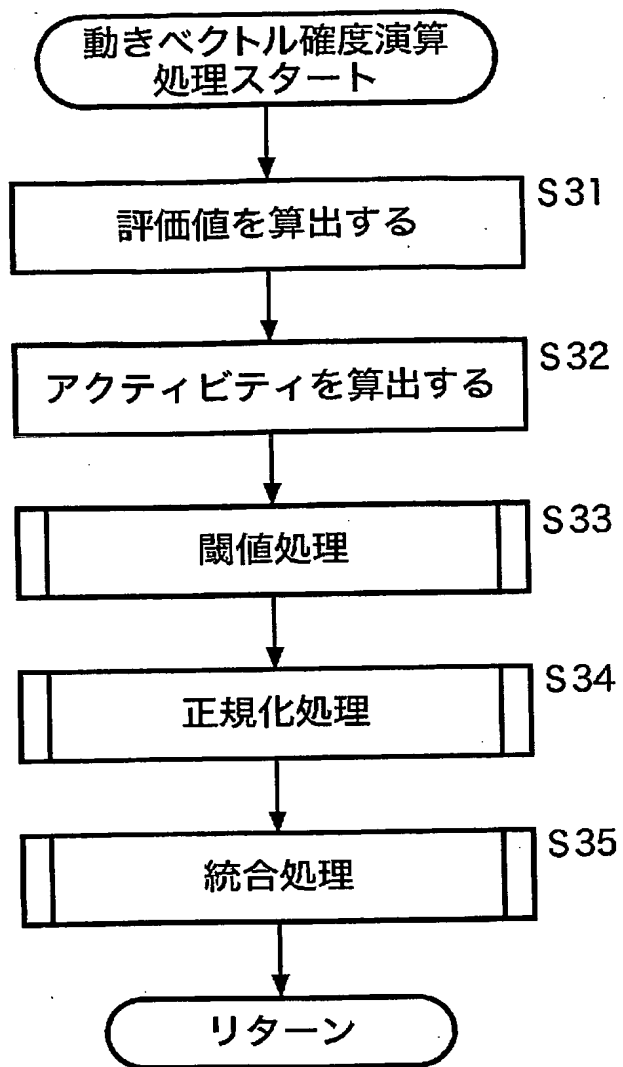 動きベクトル確度演算
処理スタート
S31
評価値を算出する
S32
アクティビティを算出する
S33
閾値処理
S34
正規化処理
S35
統合処理
リターン